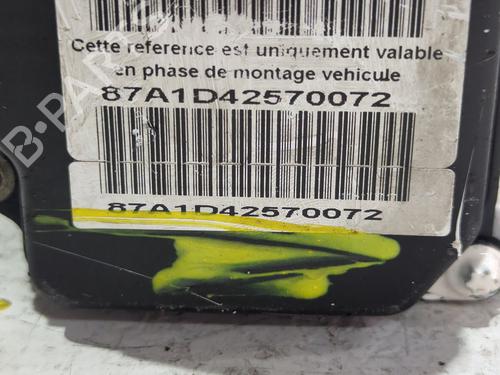 Cette reference est uniquement valable
en phase de montage vehicule
87A1D42570072
87A1D42570072